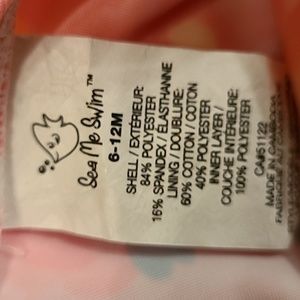 Sea Me Swim™
6-12M
SHELL / EXTÉRIEUR:
84% POLYESTER
16% SPANDEX / ÉLASTHANNE
LINING / DOUBLURE:
60% COTTON / COTON
40% POLYESTER
INNER LAYER /
COUCHE INTÉRIEURE:
100% POLYESTER
CA#51122
MADE IN CAMBODIA